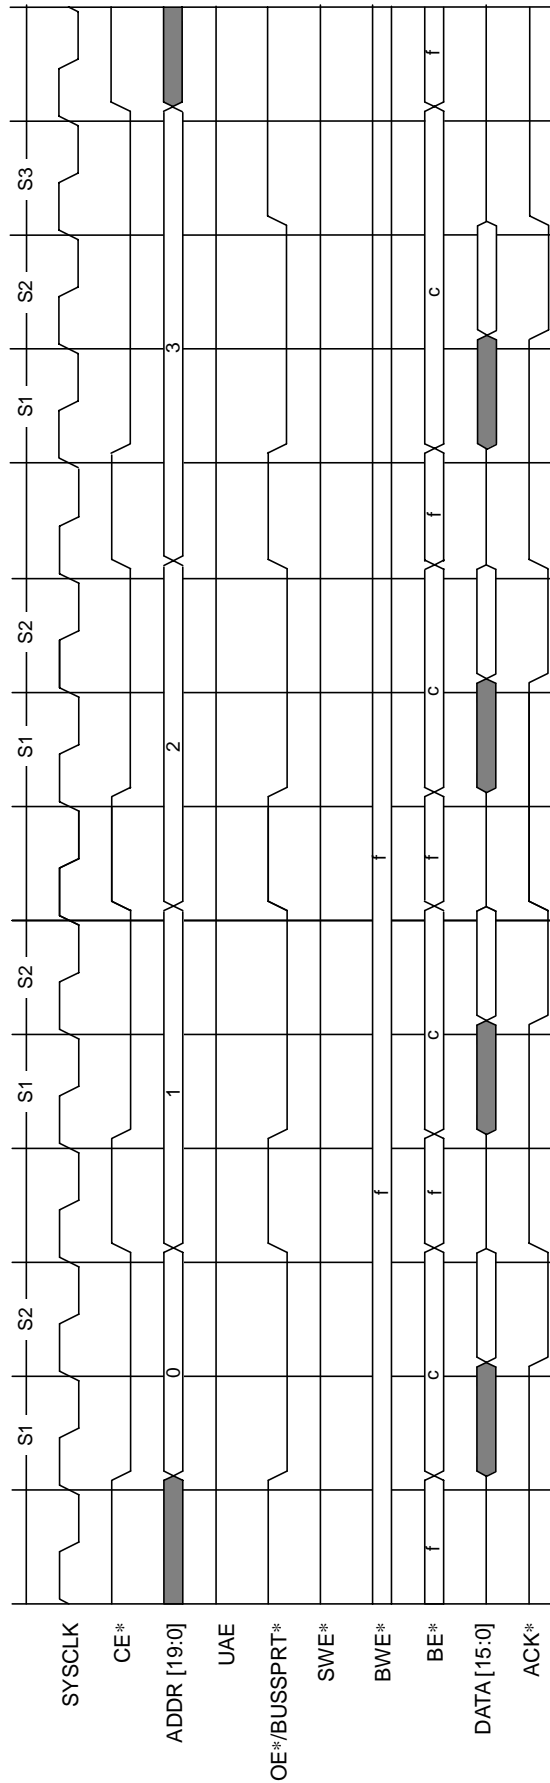 S1 S2 S1 S2 S1 S2 S1 S2 S3
SYSCLK
CE*
ADDR [19:0] 0 1 2 3
UAE
OE*/BUSSPRT*
SWE*
BWE* f f
BE* f c f c f c f c f
DATA [15:0]
ACK*